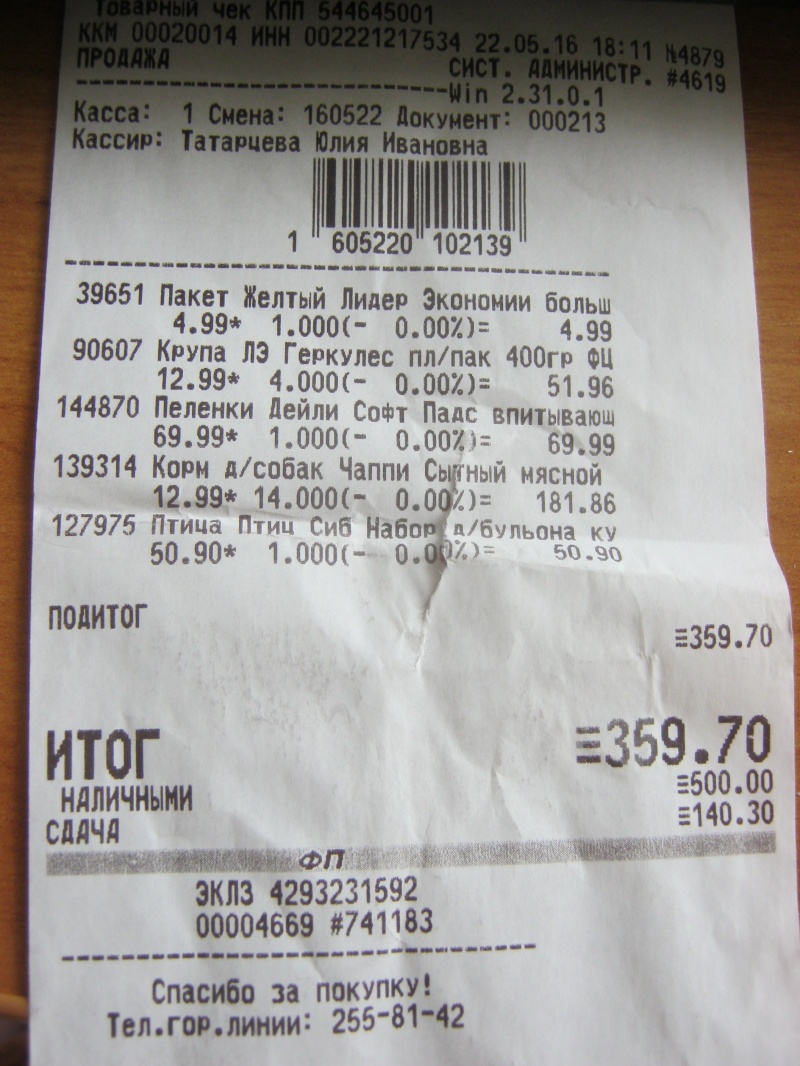 Товарный чек КПП 544645001
ККМ 00020014 ИНН 002221217534 22.05.16 18:11 №4879
ПРОДАЖА СИСТ. АДМИНИСТР. #4619
Win 2.31.0.1
Касса: 1 Смена: 160522 Документ: 000213
Кассир: Татарцева Юлия Ивановна
1 605220 102139
39651 Пакет Желтый Лидер Экономии больш
4.99* 1.000(- 0.00%)= 4.99
90607 Крупа ЛЭ Геркулес пл/пак 400гр ФЦ
12.99* 4.000(- 0.00%)= 51.96
144870 Пеленки Дейли Софт Падс впитывающ
69.99* 1.000(- 0.00%)= 69.99
139314 Корм д/собак Чаппи Сытный мясной
12.99* 14.000(- 0.00%)= 181.86
127975 Птица Птиц Сиб Набор д/бульона ку
50.90* 1.000(- 0.00%)= 50.90
ПОДИТОГ
≡359.70
ИТОГ ≡359.70
НАЛИЧНЫМИ ≡500.00
СДАЧА ≡140.30
ФП
ЭКЛЗ 4293231592
00004669 #741183
Спасибо за покупку!
Тел.гор.линии: 255-81-42